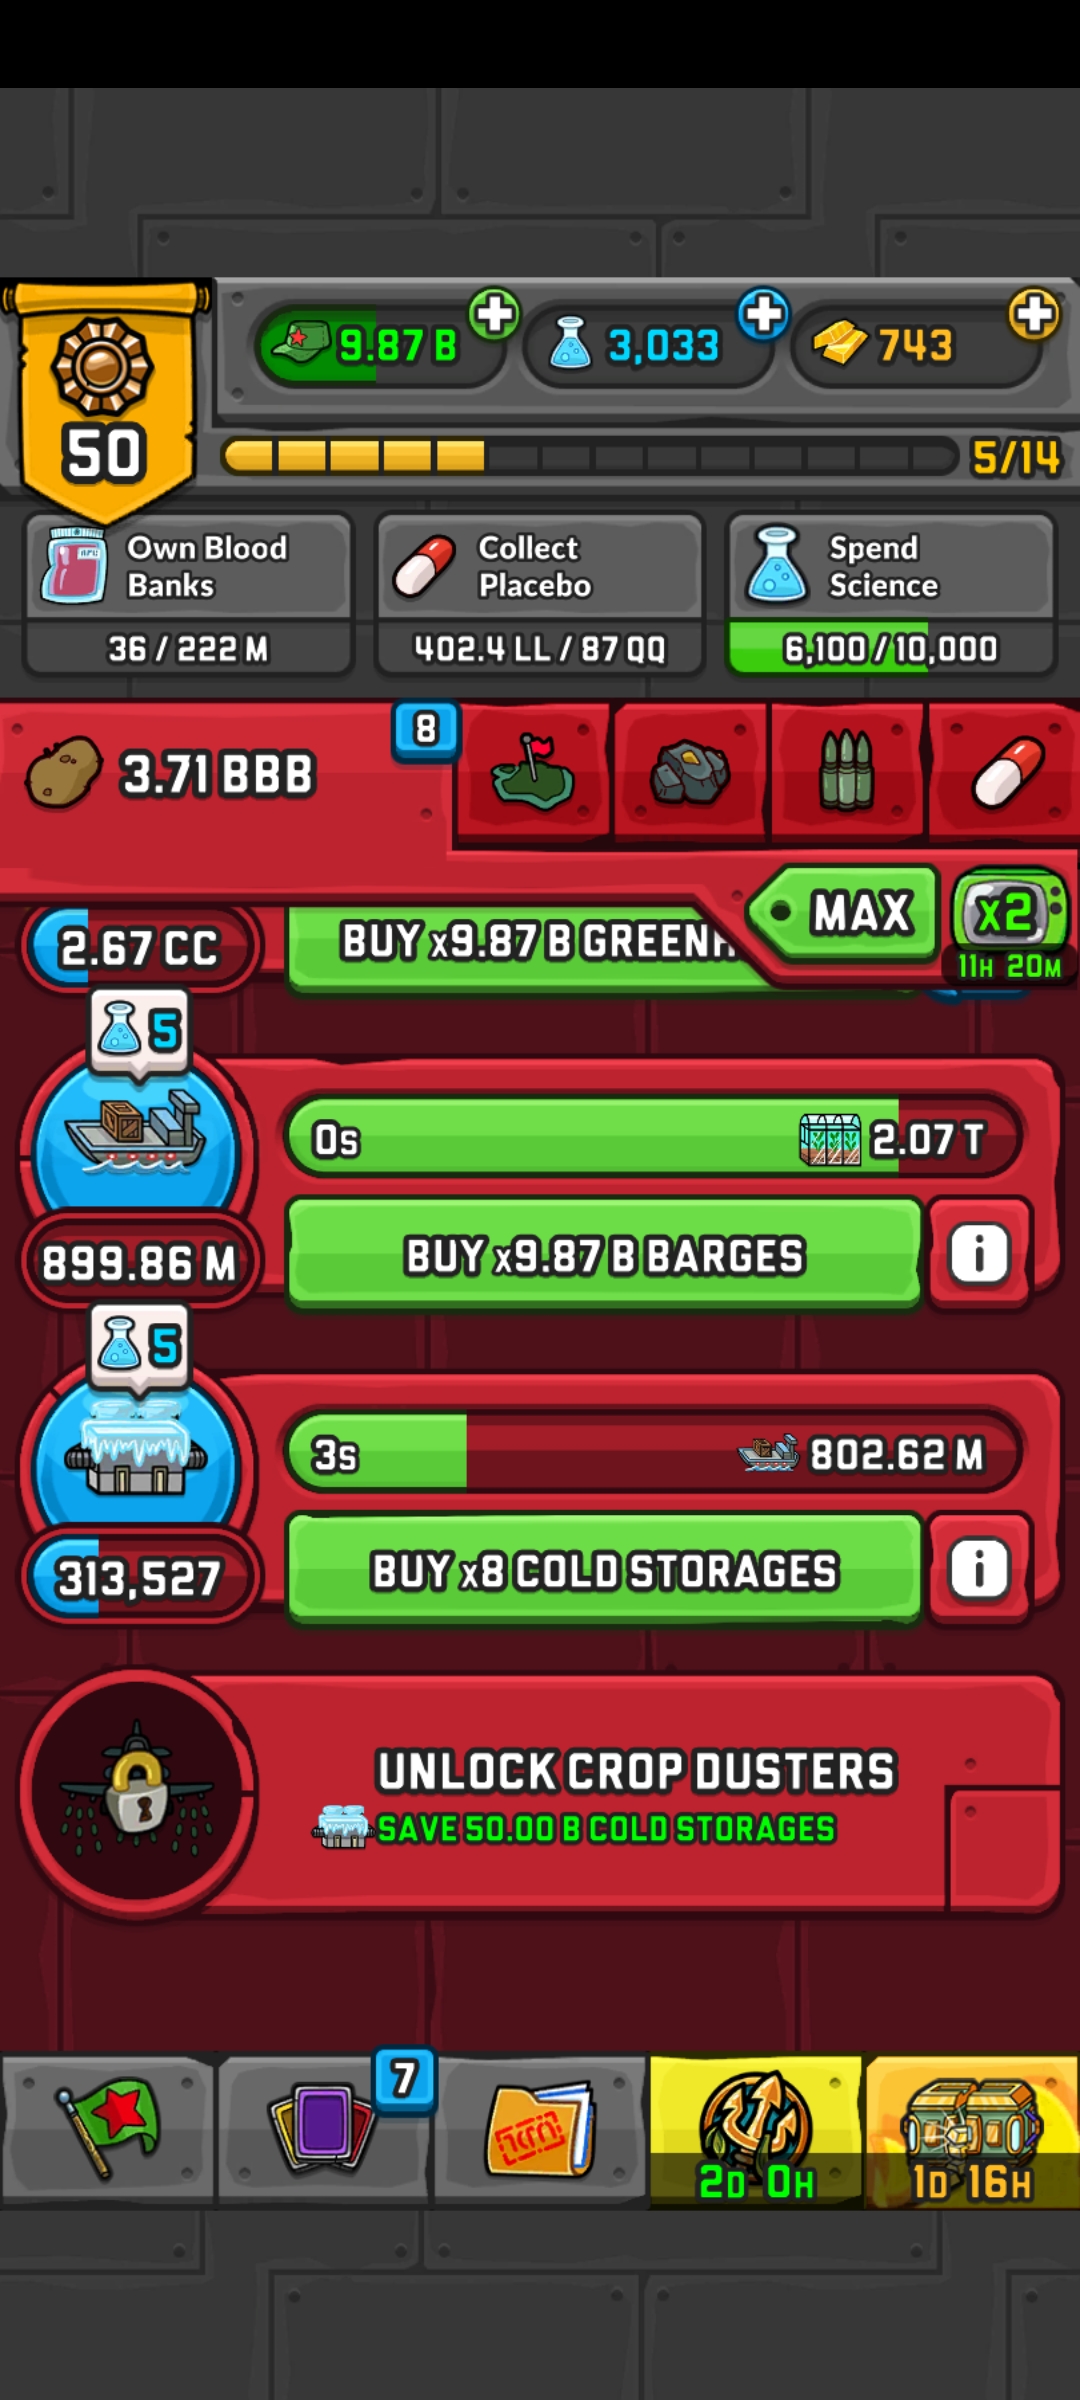 9.87 B
3,033
743
50
5/14
Own Blood
Banks
36 / 222 M
Collect
Placebo
402.4 LL / 87 QQ
Spend
Science
6,100 / 10,000
3.71 BBB
8
MAX
x2
11H 20M
2.67 CC
BUY x9.87 B
5
0s
2.07 T
899.86 M
BUY x9.87 B BARGES
5
3s
802.62 M
313,527
BUY x8 COLD STORAGES
UNLOCK CROP DUSTERS
SAVE 50.00 B COLD STORAGES
7
2D 0H
1D 16H